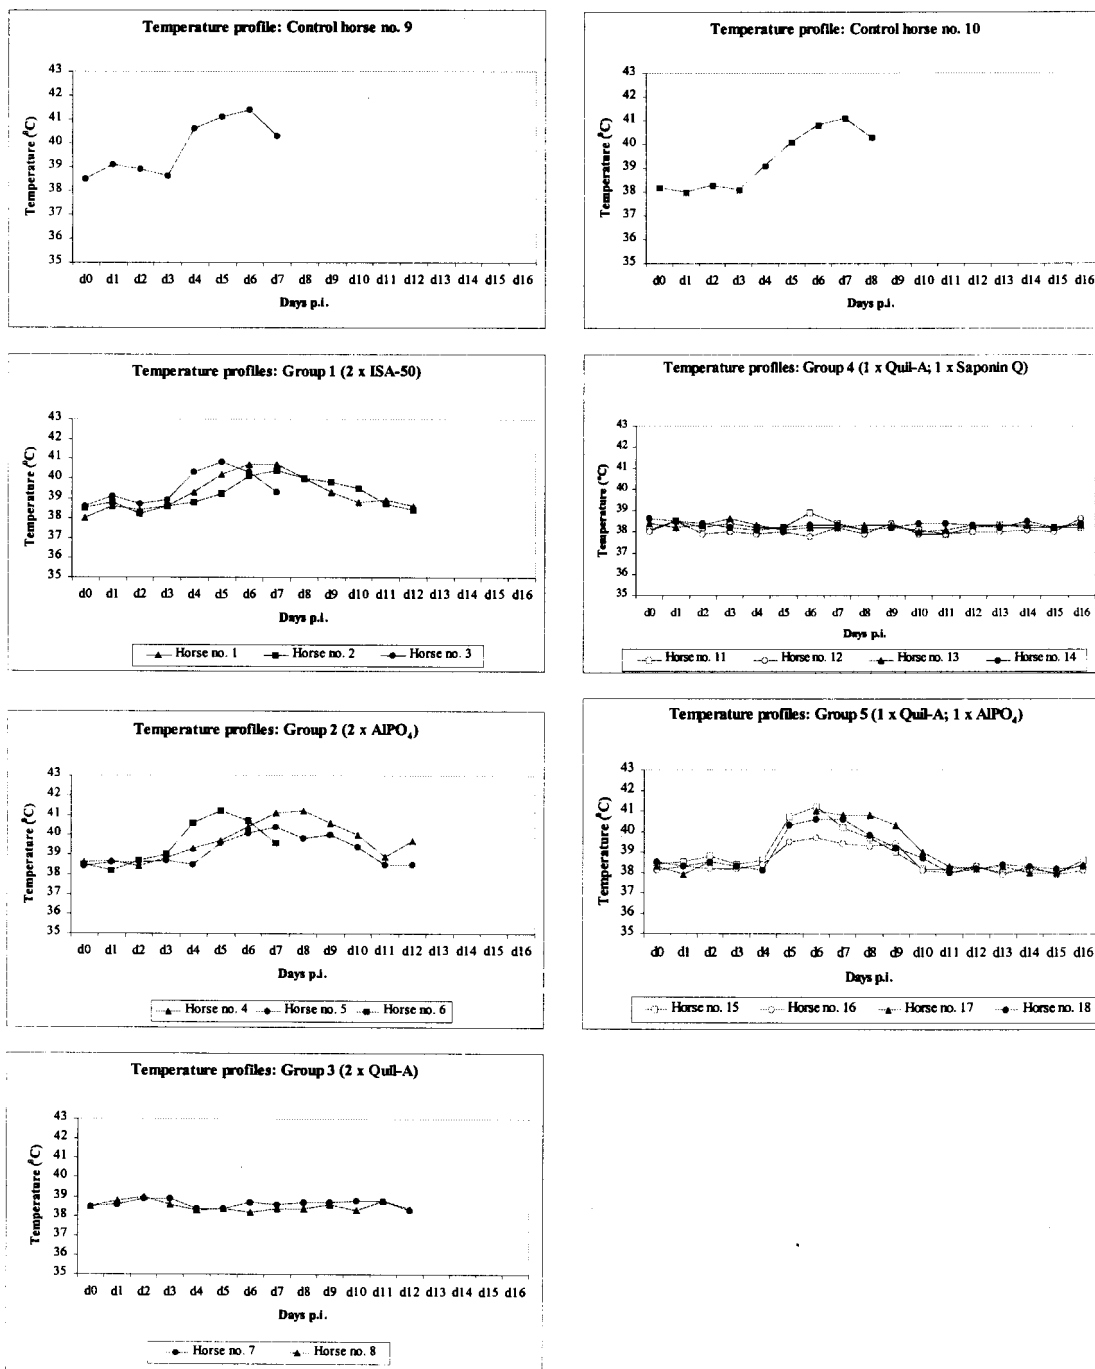 Temperature profile: Control horse no. 9
Temperature (⁰C)
43
42
41
40
39
38
37
36
35
d0 d1 d2 d3 d4 d5 d6 d7 d8 d9 d10 d11 d12 d13 d14 d15 d16
Days p.i.
Temperature profile: Control horse no. 10
Temperature (⁰C)
43
42
41
40
39
38
37
36
35
d0 d1 d2 d3 d4 d5 d6 d7 d8 d9 d10 d11 d12 d13 d14 d15 d16
Days p.i.
Temperature profiles: Group 1 (2 x ISA-50)
Temperature (⁰C)
43
42
41
40
39
38
37
36
35
d0 d1 d2 d3 d4 d5 d6 d7 d8 d9 d10 d11 d12 d13 d14 d15 d16
Days p.i.
Horse no. 1 Horse no. 2 Horse no. 3
Temperature profiles: Group 4 (1 x Quil-A; 1 x Saponin Q)
Temperature (⁰C)
43
42
41
40
39
38
37
36
35
d0 d1 d2 d3 d4 d5 d6 d7 d8 d9 d10 d11 d12 d13 d14 d15 d16
Days p.i.
Horse no. 11 Horse no. 12 Horse no. 13 Horse no. 14
Temperature profiles: Group 2 (2 x AlPO₄)
Temperature (⁰C)
43
42
41
40
39
38
37
36
35
d0 d1 d2 d3 d4 d5 d6 d7 d8 d9 d10 d11 d12 d13 d14 d15 d16
Days p.i.
Horse no. 4 Horse no. 5 Horse no. 6
Temperature profiles: Group 5 (1 x Quil-A; 1 x AlPO₄)
Temperature (⁰C)
43
42
41
40
39
38
37
36
35
d0 d1 d2 d3 d4 d5 d6 d7 d8 d9 d10 d11 d12 d13 d14 d15 d16
Days p.i.
Horse no. 15 Horse no. 16 Horse no. 17 Horse no. 18
Temperature profiles: Group 3 (2 x Quil-A)
Temperature (⁰C)
43
42
41
40
39
38
37
36
35
d0 d1 d2 d3 d4 d5 d6 d7 d8 d9 d10 d11 d12 d13 d14 d15 d16
Days p.i.
Horse no. 7 Horse no. 8